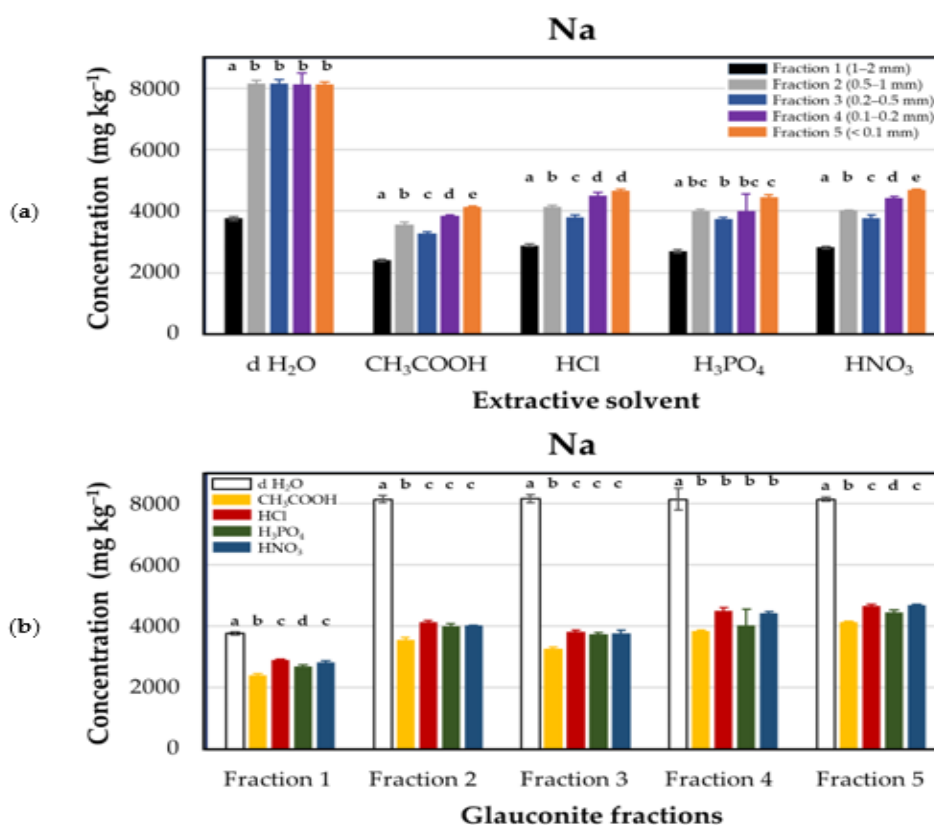 Na
a b b b b
Fraction 1 (1–2 mm)
Fraction 2 (0.5–1 mm)
Fraction 3 (0.2–0.5 mm)
Fraction 4 (0.1–0.2 mm)
Fraction 5 (< 0.1 mm)
a b c d e
a b c d d
a bc b bc c
a b c d e
8000
6000
4000
2000
0
Concentration (mg kg⁻¹)
(a)
d H₂O
CH₃COOH
HCl
H₃PO₄
HNO₃
Extractive solvent
Na
d H₂O
CH₃COOH
HCl
H₃PO₄
HNO₃
a b c d c
a b c c c
a b c c c
a b b b b
a b c d c
8000
6000
4000
2000
0
Concentration (mg kg⁻¹)
(b)
Fraction 1
Fraction 2
Fraction 3
Fraction 4
Fraction 5
Glauconite fractions